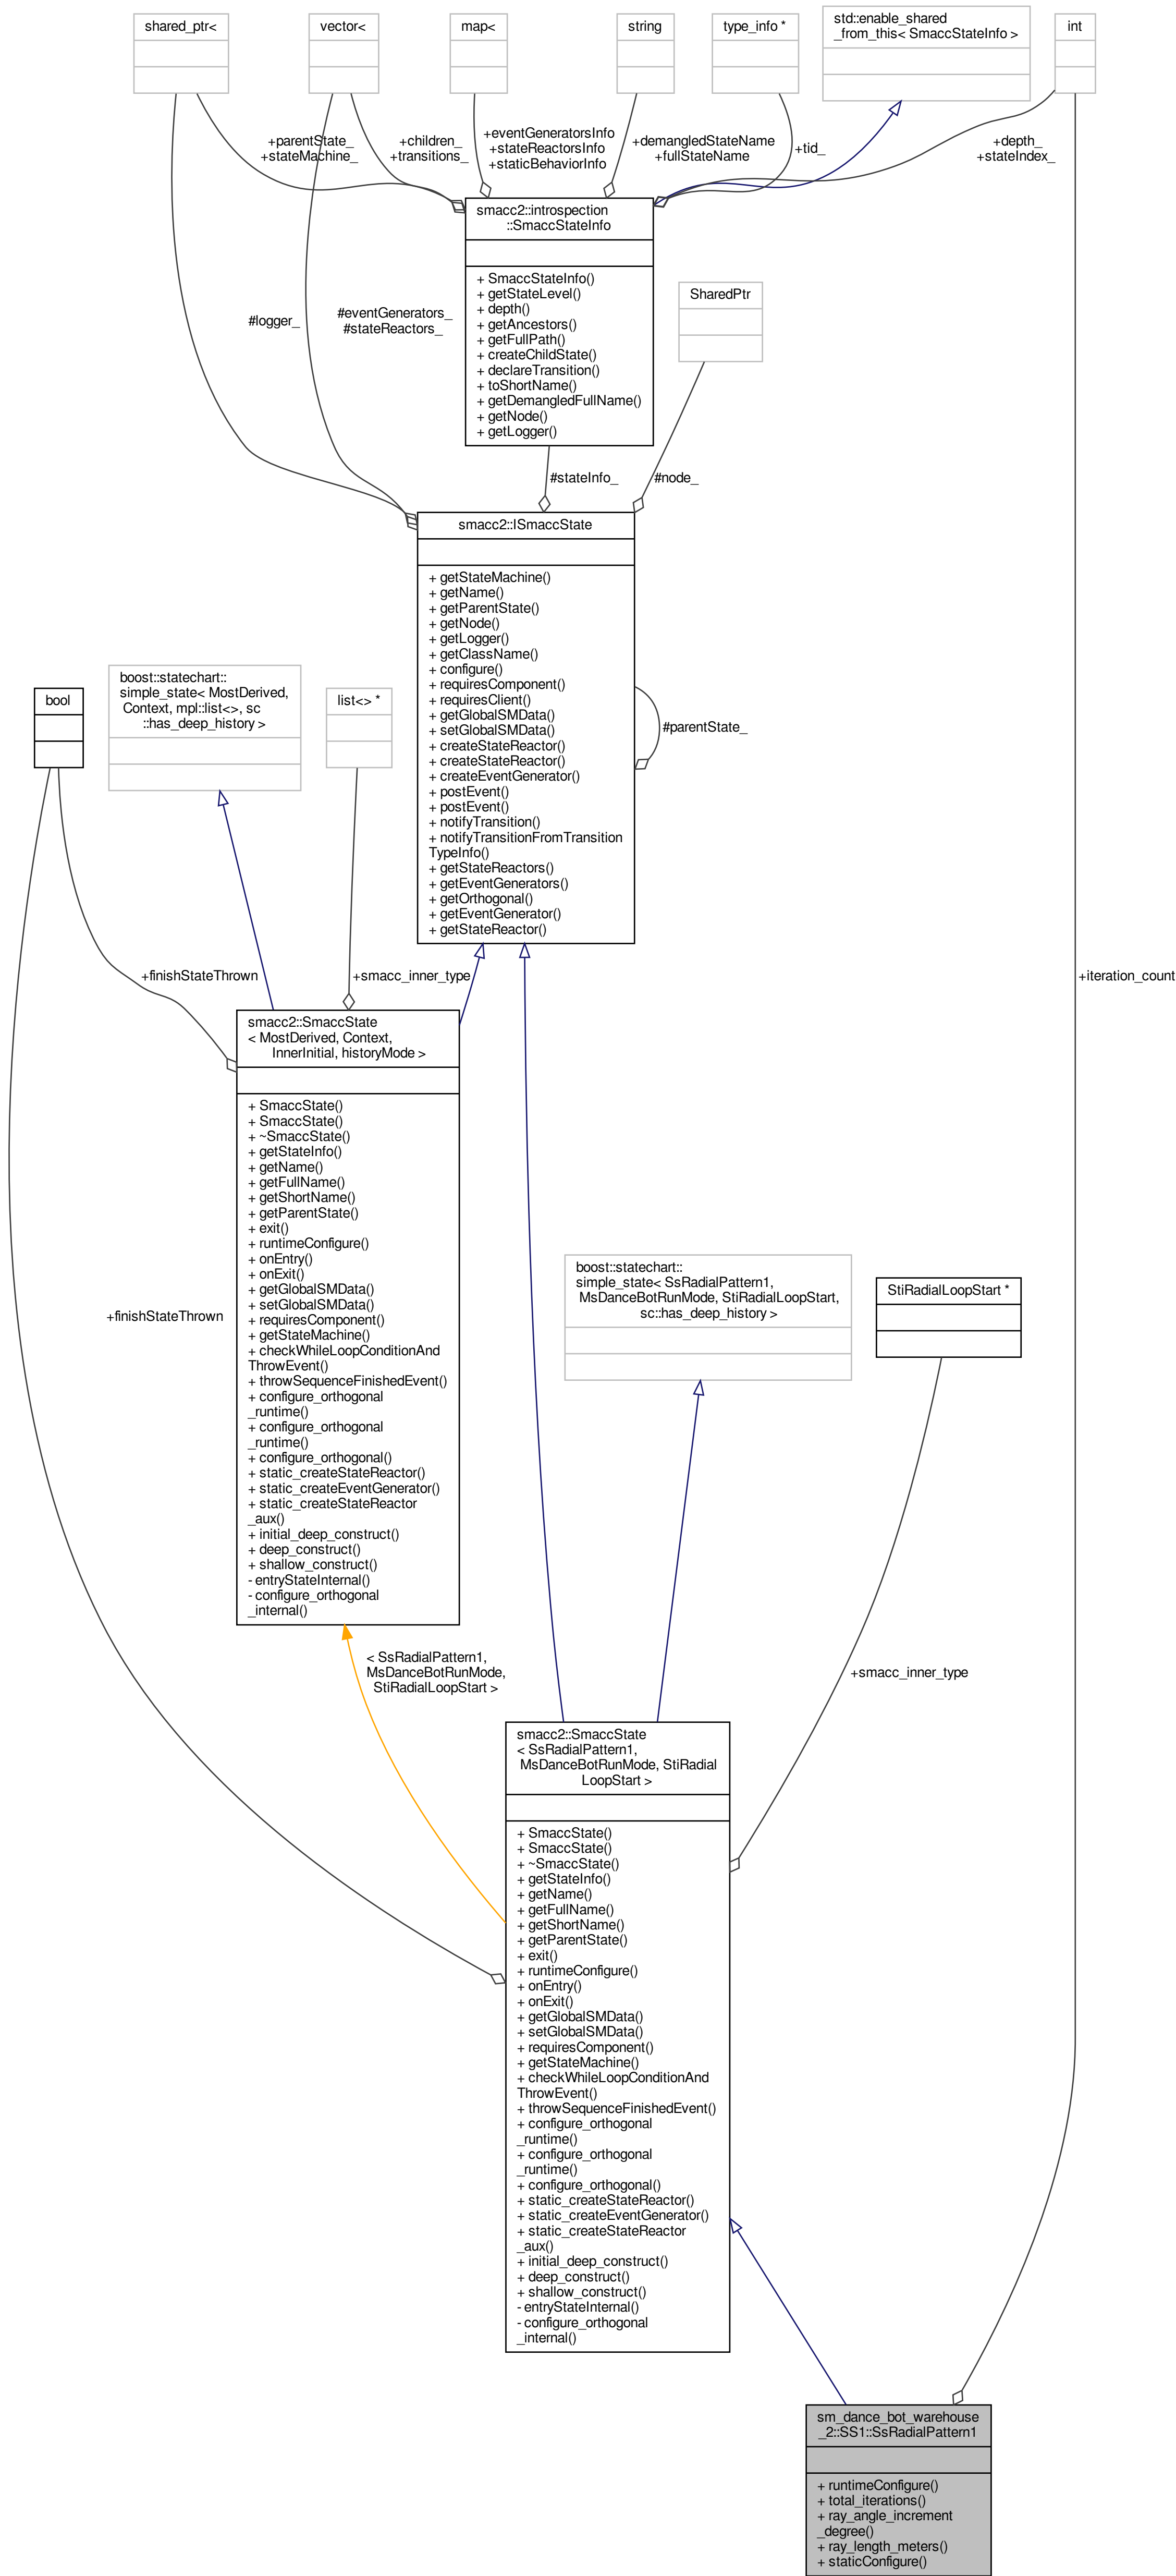 shared_ptr<
vector<
map<
string
type_info *
std::enable_shared
_from_this< SmaccStateInfo >
int
+parentState_
+stateMachine_
+children_
+transitions_
+eventGeneratorsInfo
+stateReactorsInfo
+staticBehaviorInfo
+demangledStateName
+fullStateName
+tid_
+depth_
+stateIndex_
smacc2::introspection
::SmaccStateInfo
+ SmaccStateInfo()
+ getStateLevel()
+ depth()
+ getAncestors()
+ getFullPath()
+ createChildState()
+ declareTransition()
+ toShortName()
+ getDemangledFullName()
+ getNode()
+ getLogger()
SharedPtr
#logger_
#eventGenerators_
#stateReactors_
#stateInfo_
#node_
smacc2::ISmaccState
+ getStateMachine()
+ getName()
+ getParentState()
+ getNode()
+ getLogger()
+ getClassName()
+ configure()
+ requiresComponent()
+ requiresClient()
+ getGlobalSMData()
+ setGlobalSMData()
+ createStateReactor()
+ createStateReactor()
+ createEventGenerator()
+ postEvent()
+ postEvent()
+ notifyTransition()
+ notifyTransitionFromTransition
TypeInfo()
+ getStateReactors()
+ getEventGenerators()
+ getOrthogonal()
+ getEventGenerator()
+ getStateReactor()
#parentState_
bool
boost::statechart::
simple_state< MostDerived,
Context, mpl::list<>, sc
::has_deep_history >
list<> *
+finishStateThrown
+smacc_inner_type
+iteration_count
smacc2::SmaccState
< MostDerived, Context,
InnerInitial, historyMode >
+ SmaccState()
+ SmaccState()
+ ~SmaccState()
+ getStateInfo()
+ getName()
+ getFullName()
+ getShortName()
+ getParentState()
+ exit()
+ runtimeConfigure()
+ onEntry()
+ onExit()
+ getGlobalSMData()
+ setGlobalSMData()
+ requiresComponent()
+ getStateMachine()
+ checkWhileLoopConditionAnd
ThrowEvent()
+ throwSequenceFinishedEvent()
+ configure_orthogonal
_runtime()
+ configure_orthogonal
_runtime()
+ configure_orthogonal()
+ static_createStateReactor()
+ static_createEventGenerator()
+ static_createStateReactor
_aux()
+ initial_deep_construct()
+ deep_construct()
+ shallow_construct()
- entryStateInternal()
- configure_orthogonal
_internal()
+finishStateThrown
boost::statechart::
simple_state< SsRadialPattern1,
MsDanceBotRunMode, StiRadialLoopStart,
sc::has_deep_history >
StiRadialLoopStart *
< SsRadialPattern1,
MsDanceBotRunMode,
StiRadialLoopStart >
+smacc_inner_type
smacc2::SmaccState
< SsRadialPattern1,
MsDanceBotRunMode, StiRadial
LoopStart >
+ SmaccState()
+ SmaccState()
+ ~SmaccState()
+ getStateInfo()
+ getName()
+ getFullName()
+ getShortName()
+ getParentState()
+ exit()
+ runtimeConfigure()
+ onEntry()
+ onExit()
+ getGlobalSMData()
+ setGlobalSMData()
+ requiresComponent()
+ getStateMachine()
+ checkWhileLoopConditionAnd
ThrowEvent()
+ throwSequenceFinishedEvent()
+ configure_orthogonal
_runtime()
+ configure_orthogonal
_runtime()
+ configure_orthogonal()
+ static_createStateReactor()
+ static_createEventGenerator()
+ static_createStateReactor
_aux()
+ initial_deep_construct()
+ deep_construct()
+ shallow_construct()
- entryStateInternal()
- configure_orthogonal
_internal()
sm_dance_bot_warehouse
_2::SS1::SsRadialPattern1
+ runtimeConfigure()
+ total_iterations()
+ ray_angle_increment
_degree()
+ ray_length_meters()
+ staticConfigure()